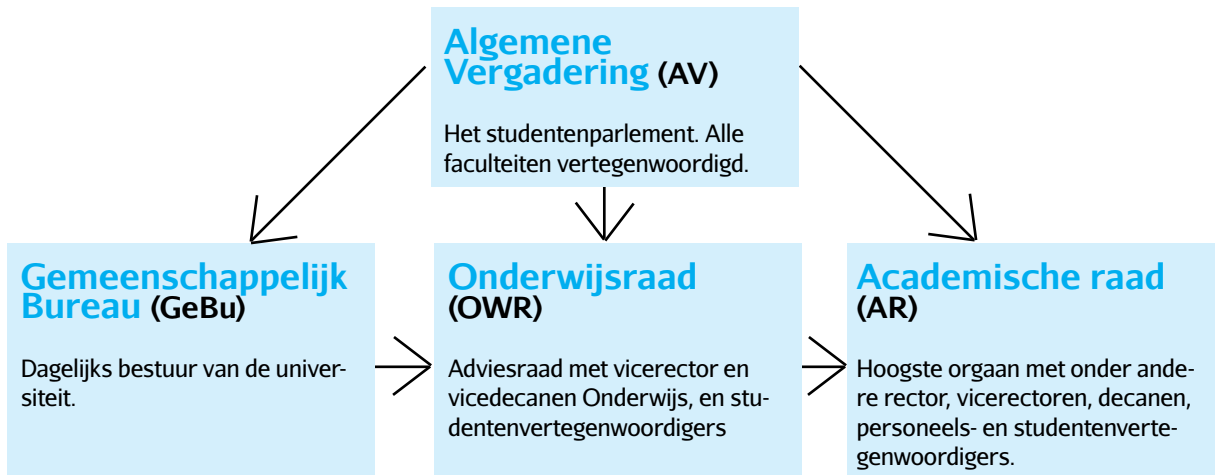 Algemene
Vergadering (AV)
Het studentenparlement. Alle
faculteiten vertegenwoordigd.
Gemeenschappelijk
Bureau (GeBu)
Dagelijks bestuur van de univer-
siteit.
Onderwijsraad
(OWR)
Adviesraad met vicerector en
vicedecanen Onderwijs, en stu-
dentenvertegenwoordigers
Academische raad
(AR)
Hoogste orgaan met onder ande-
re rector, vicerectoren, decanen,
personeels- en studentenverte-
genwoordigers.